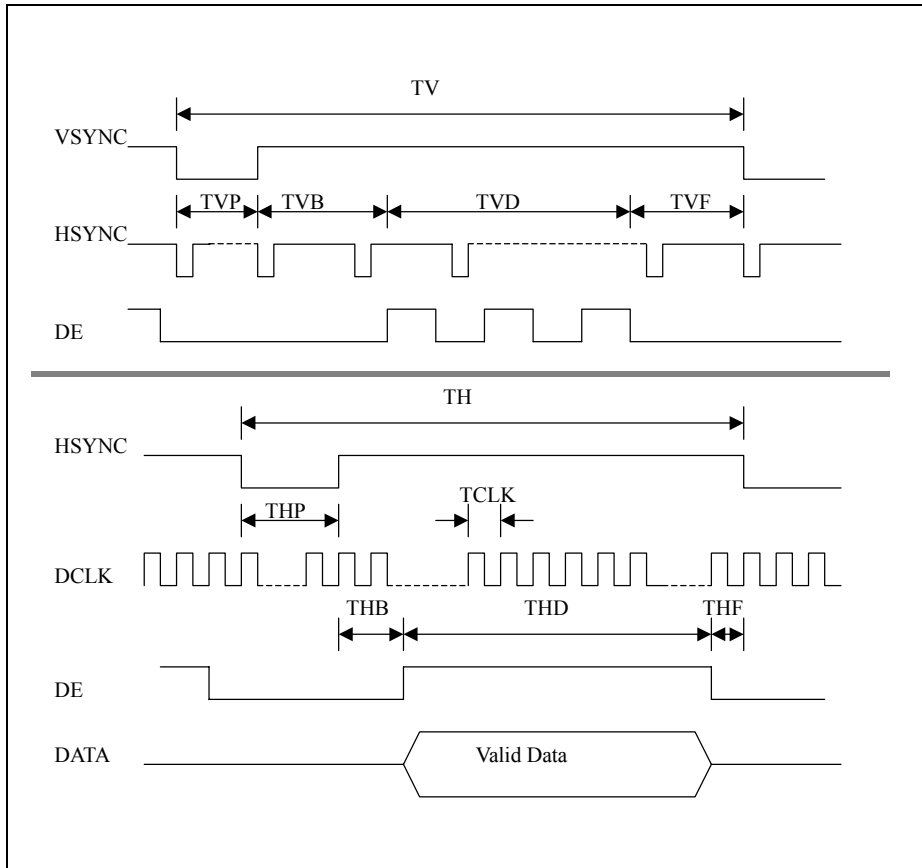 TV
VSYNC
TVP TVB TVD TVF
HSYNC
DE
TH
HSYNC
THP TCLK
DCLK
THB THD THF
DE
DATA Valid Data